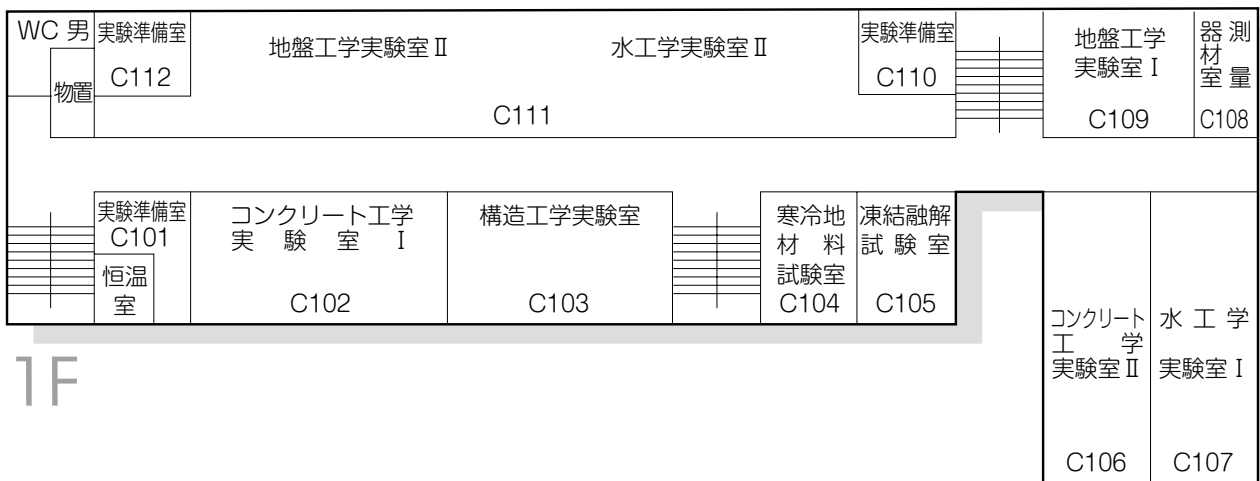 WC 男
物置
実験準備室
C112
地盤工学実験室Ⅱ
水工学実験室Ⅱ
C111
実験準備室
C110
地盤工学
実験室Ⅰ
C109
測量
器材室
C108
実験準備室
C101
恒温
室
コンクリート工学
実験室Ⅰ
C102
構造工学実験室
C103
寒冷地
材料
試験室
C104
凍結融解
試験室
C105
コンクリート
工学
実験室Ⅱ
C106
水工学
実験室Ⅰ
C107
1F